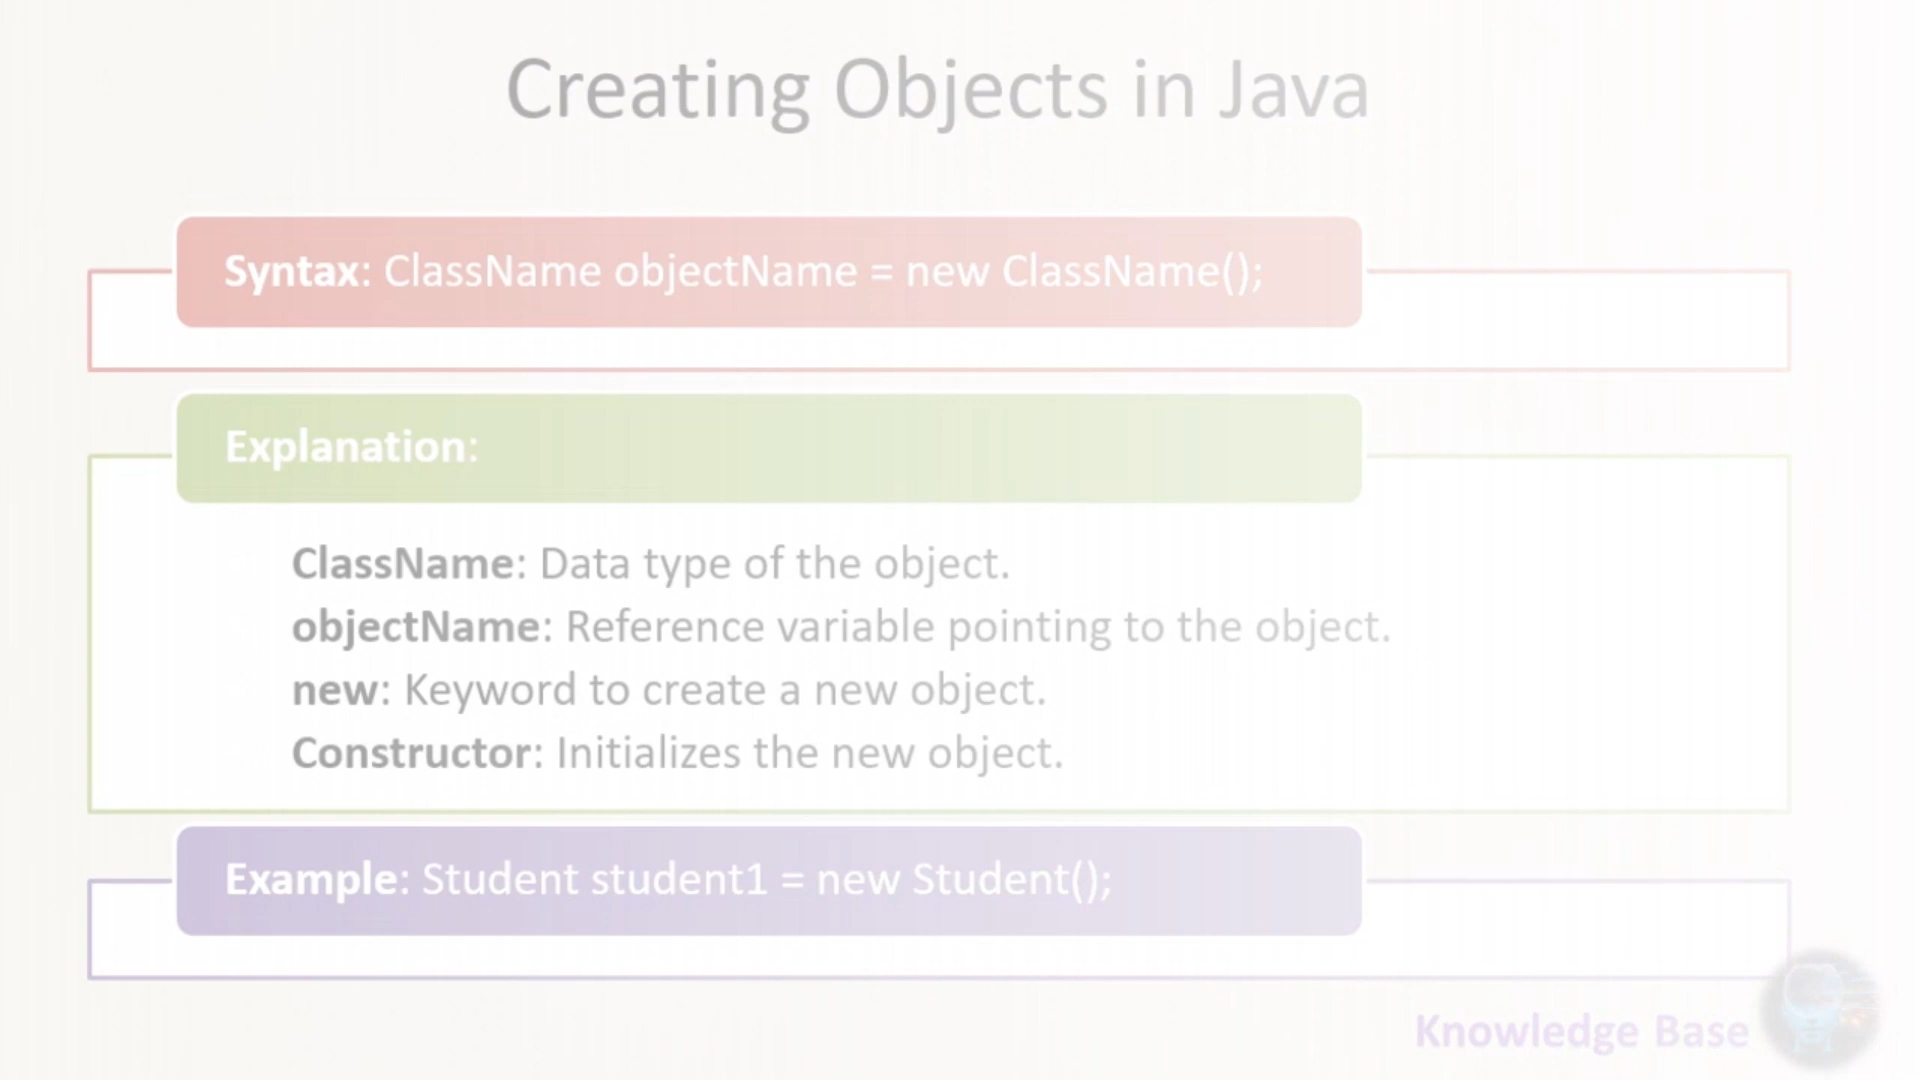 Creating Objects in Java
Syntax: ClassName objectName = new ClassName();
Explanation:
ClassName: Data type of the object.
objectName: Reference variable pointing to the object.
new: Keyword to create a new object.
Constructor: Initializes the new object.
Example: Student student1 = new Student();
Knowledge Base